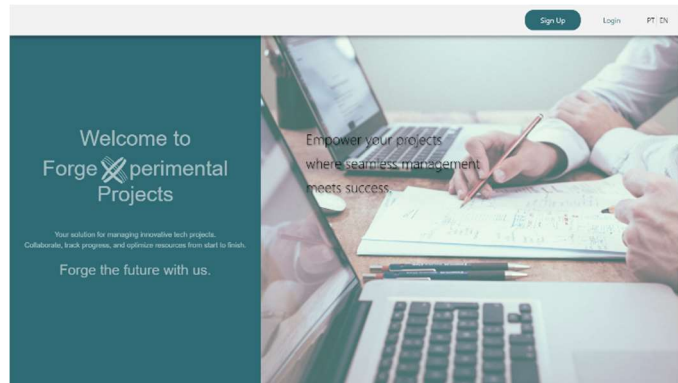 Sign Up
Login
PT | EN
Welcome to
Forge Xperimental
Projects
Your solution for managing innovative tech projects.
Collaborate, track progress, and optimize resources from start to finish.
Forge the future with us.
Empower your projects
where seamless management
meets success.